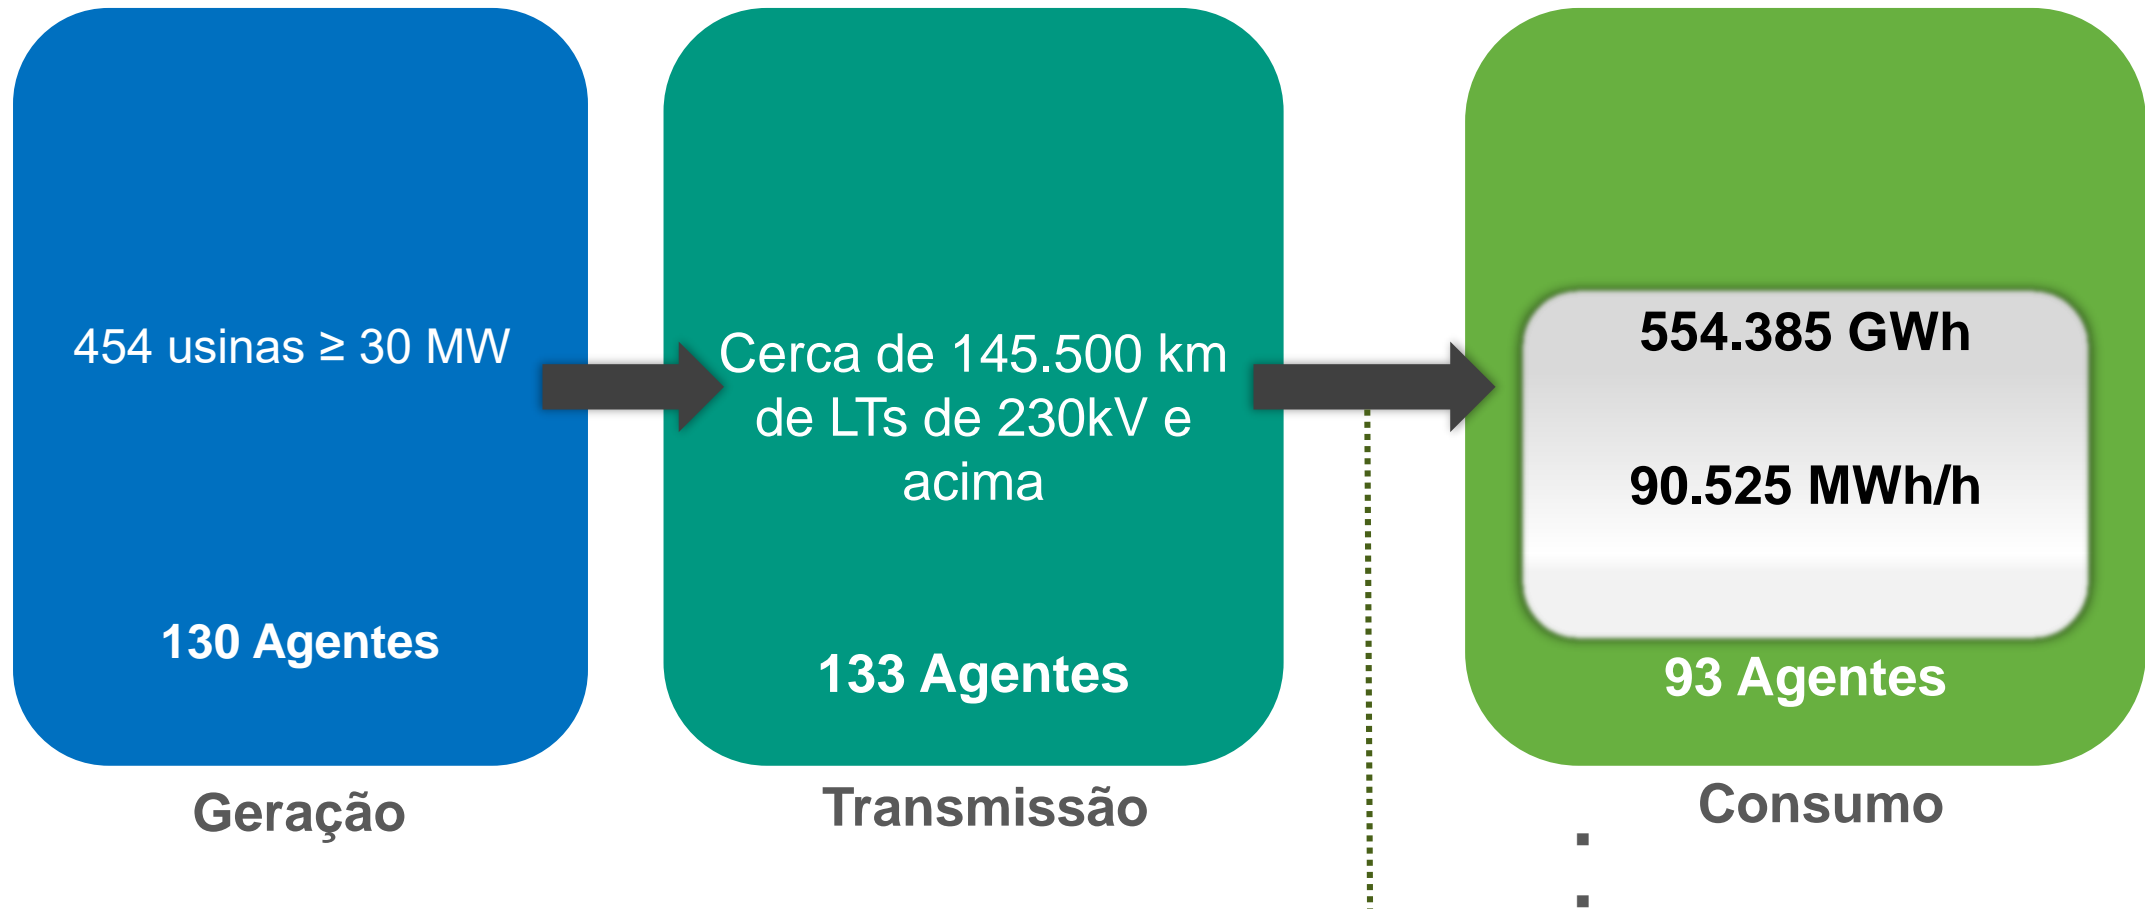 454 usinas ≥ 30 MW
130 Agentes
Geração
Cerca de 145.500 km
de LTs de 230kV e
acima
133 Agentes
Transmissão
554.385 GWh
90.525 MWh/h
93 Agentes
Consumo